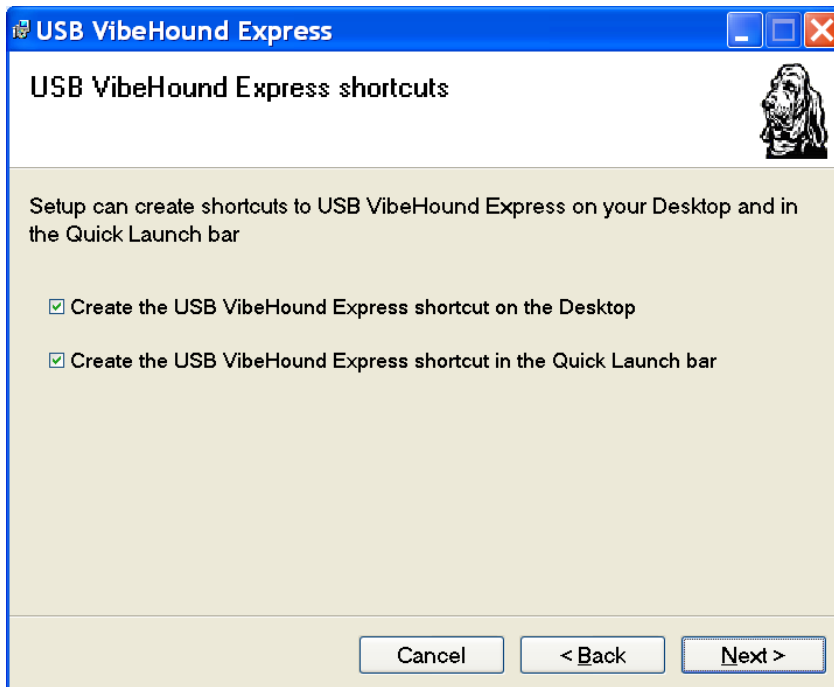 USB VibeHound Express
USB VibeHound Express shortcuts
Setup can create shortcuts to USB VibeHound Express on your Desktop and in
the Quick Launch bar
Create the USB VibeHound Express shortcut on the Desktop
Create the USB VibeHound Express shortcut in the Quick Launch bar
Cancel < Back Next >